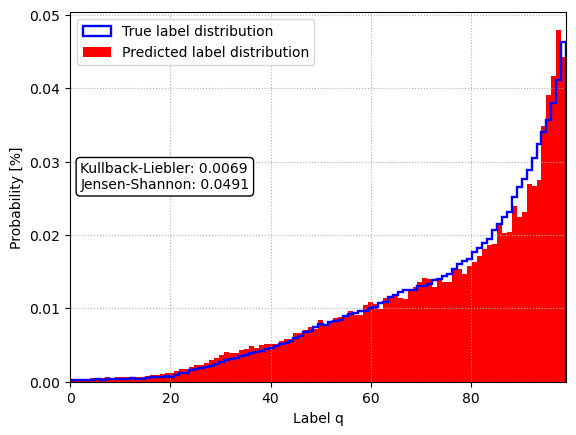 0.05
0.04
0.03
0.02
0.01
0.00
Probability [%]
True label distribution
Predicted label distribution
Kullback-Liebler: 0.0069
Jensen-Shannon: 0.0491
0
20
40
60
80
Label q